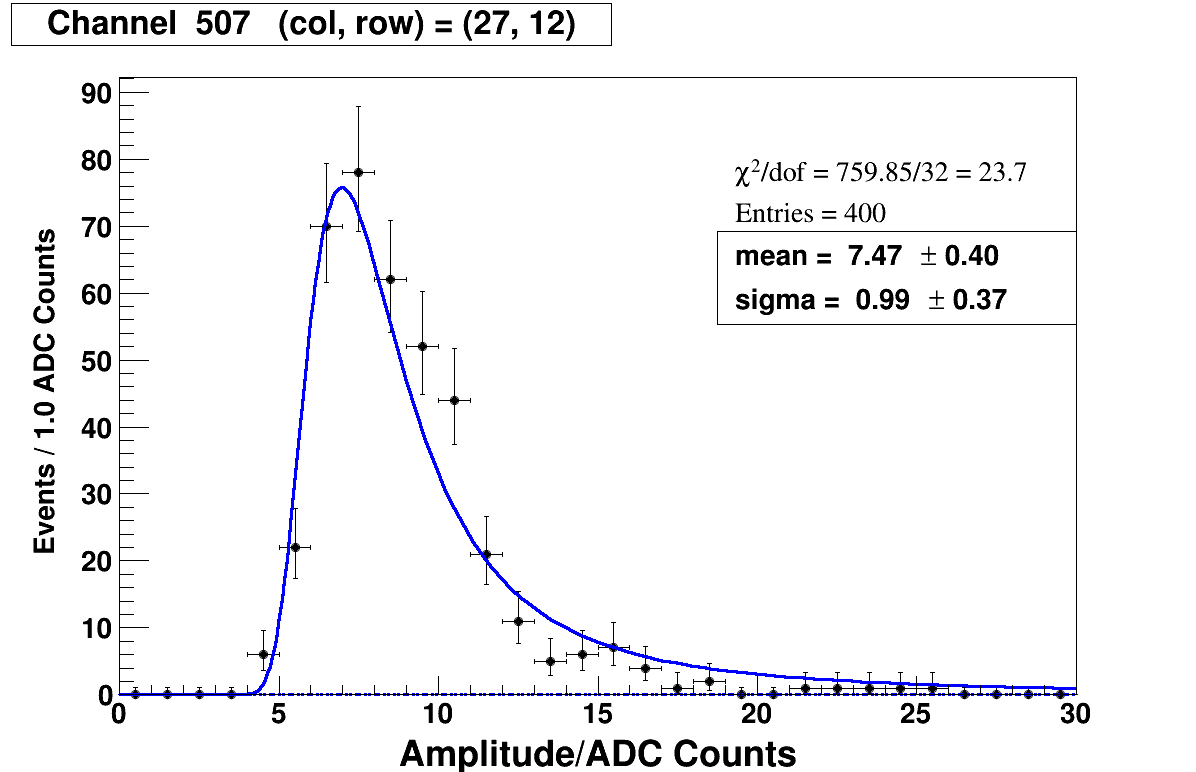 Channel 507 (col, row) = (27, 12)
90
80
70
60
50
40
30
20
10
0
Events / 1.0 ADC Counts
χ²/dof = 759.85/32 = 23.7
Entries = 400
mean = 7.47 ± 0.40
sigma = 0.99 ± 0.37
0 5 10 15 20 25 30
Amplitude/ADC Counts